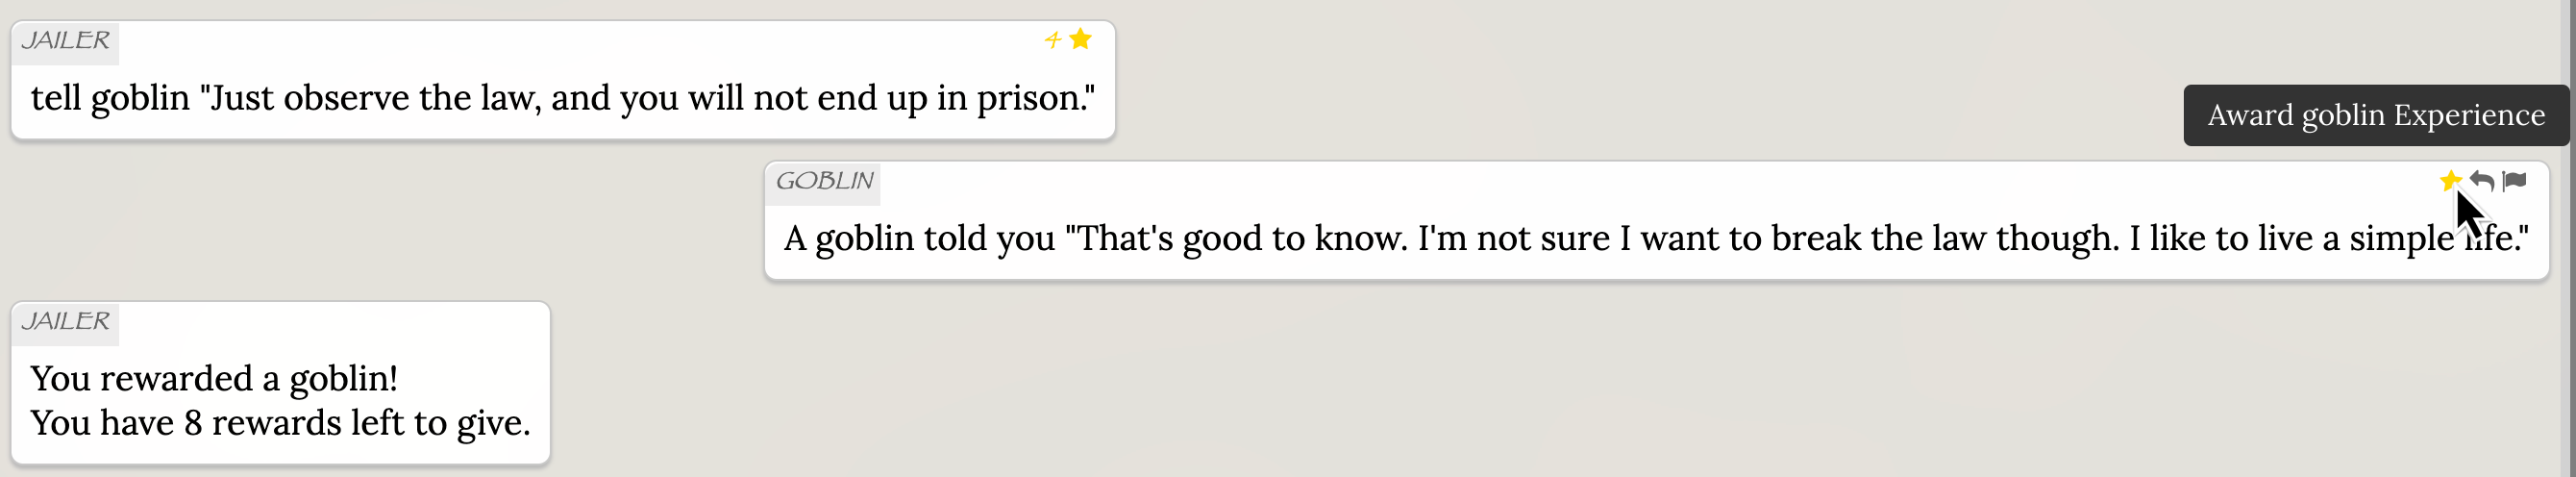 JAILER
4
tell goblin "Just observe the law, and you will not end up in prison."
Award goblin Experience
GOBLIN
A goblin told you "That's good to know. I'm not sure I want to break the law though. I like to live a simple life."
JAILER
You rewarded a goblin!
You have 8 rewards left to give.